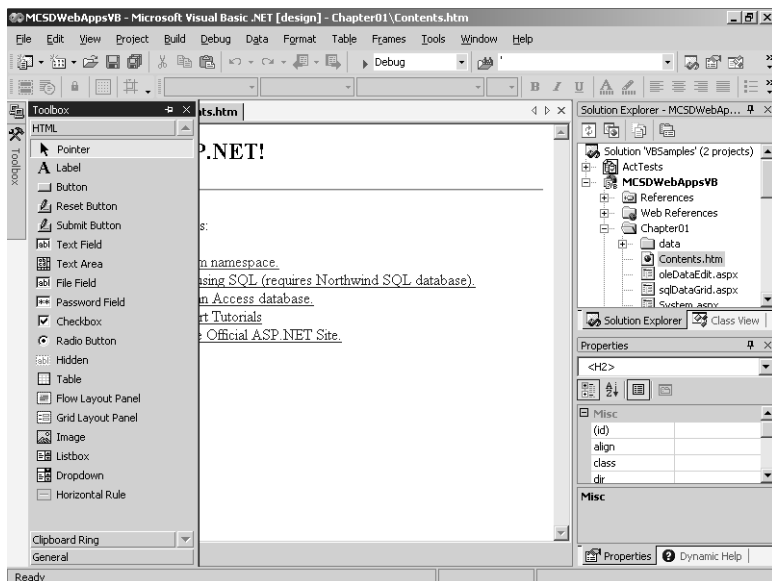 MCSDWebAppsVB - Microsoft Visual Basic .NET [design] - Chapter01\Contents.htm
File Edit View Project Build Debug Data Format Table Frames Tools Window Help
Debug
B I U A
Toolbox
Toolbox
HTML
Pointer
Label
Button
Reset Button
Submit Button
Text Field
Text Area
File Field
Password Field
Checkbox
Radio Button
Hidden
Table
Flow Layout Panel
Grid Layout Panel
Image
Listbox
Dropdown
Horizontal Rule
Clipboard Ring
General
nts.htm
P.NET!
s:
m namespace.
using SQL (requires Northwind SQL database).
an Access database.
rt Tutorials
e Official ASP.NET Site.
Solution Explorer - MCSDWebAp...
Solution 'VBSamples' (2 projects)
ActTests
MCSDWebAppsVB
References
Web References
Chapter01
data
Contents.htm
oleDataEdit.aspx
sqlDataGrid.aspx
System.aspx
Solution Explorer Class View
Properties
<H2>
Misc
(id)
align
class
dir
Misc
Properties Dynamic Help
Ready